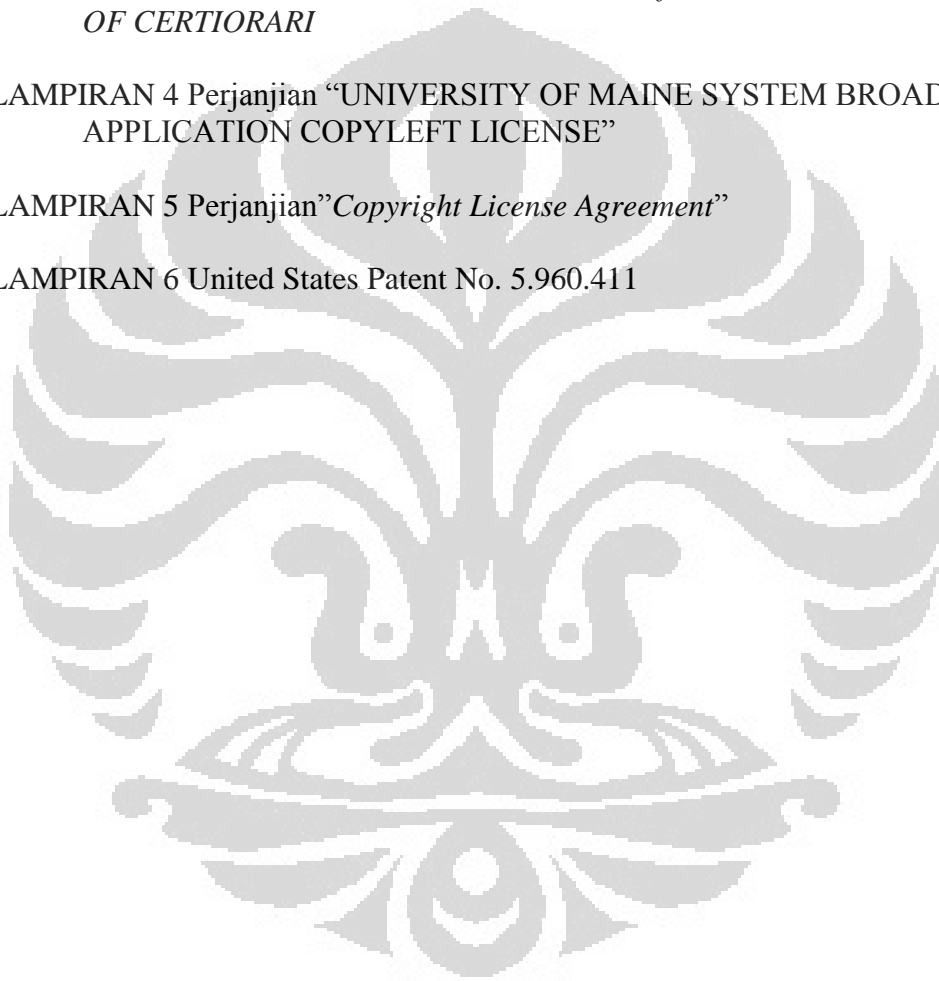 OF CERTIORARI
LAMPIRAN 4 Perjanjian “UNIVERSITY OF MAINE SYSTEM BROAD
APPLICATION COPYLEFT LICENSE”
LAMPIRAN 5 Perjanjian”Copyright License Agreement”
LAMPIRAN 6 United States Patent No. 5.960.411